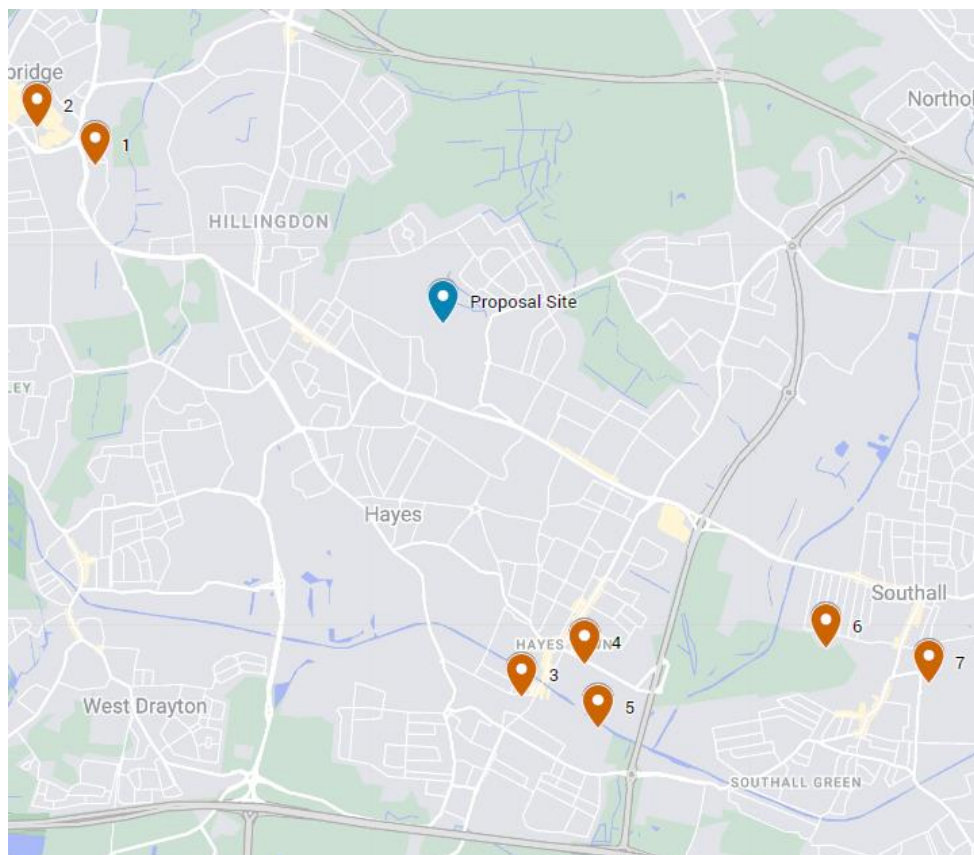 bridge
2
1
Northol
HILLINGDON
Proposal Site
LEY
Hayes
Southall
6
HAYES
WN
4
7
3
5
West Drayton
SOUTHALL GREEN